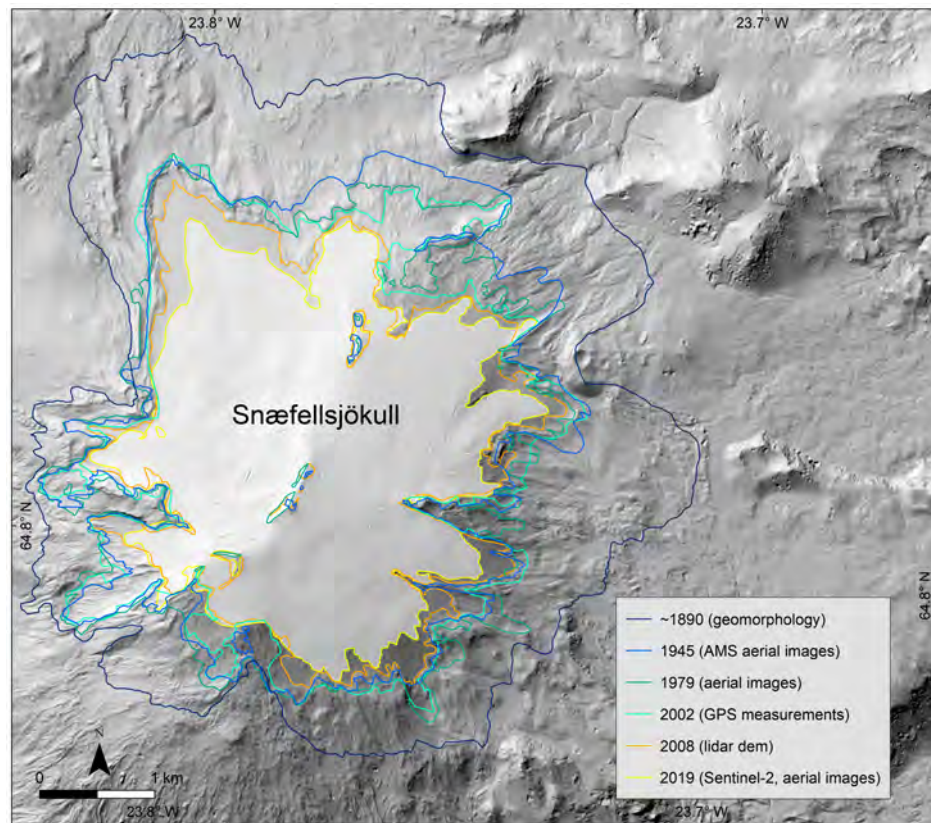 23.8° W
23.7° W
Snæfellsjökull
64.8° N
64.8° N
~1890 (geomorphology)
1945 (AMS aerial images)
1979 (aerial images)
2002 (GPS measurements)
2008 (lidar dem)
2019 (Sentinel-2, aerial images)
N
0 1 km
23.8° W
23.7° W